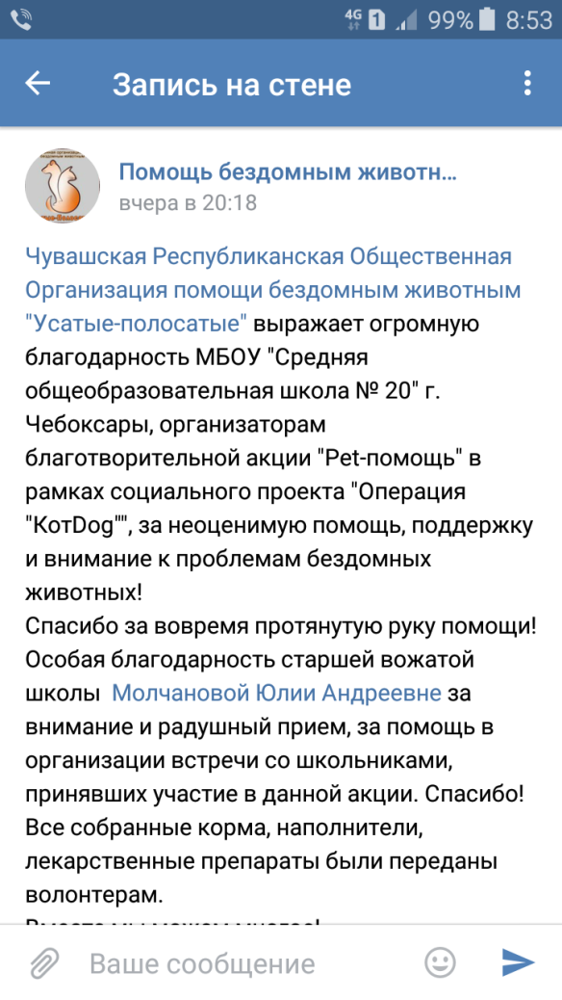 4G 1 99% 8:53
Запись на стене
Помощь бездомным животн...
вчера в 20:18
Чувашская Республиканская Общественная
Организация помощи бездомным животным
"Усатые-полосатые" выражает огромную
благодарность МБОУ "Средняя
общеобразовательная школа № 20" г.
Чебоксары, организаторам
благотворительной акции "Pet-помощь" в
рамках социального проекта "Операция
"КотDog"", за неоценимую помощь, поддержку
и внимание к проблемам бездомных
животных!
Спасибо за вовремя протянутую руку помощи!
Особая благодарность старшей вожатой
школы Молчановой Юлии Андреевне за
внимание и радушный прием, за помощь в
организации встречи со школьниками,
принявших участие в данной акции. Спасибо!
Все собранные корма, наполнители,
лекарственные препараты были переданы
волонтерам.
Вместе мы можем многое!
Ваше сообщение